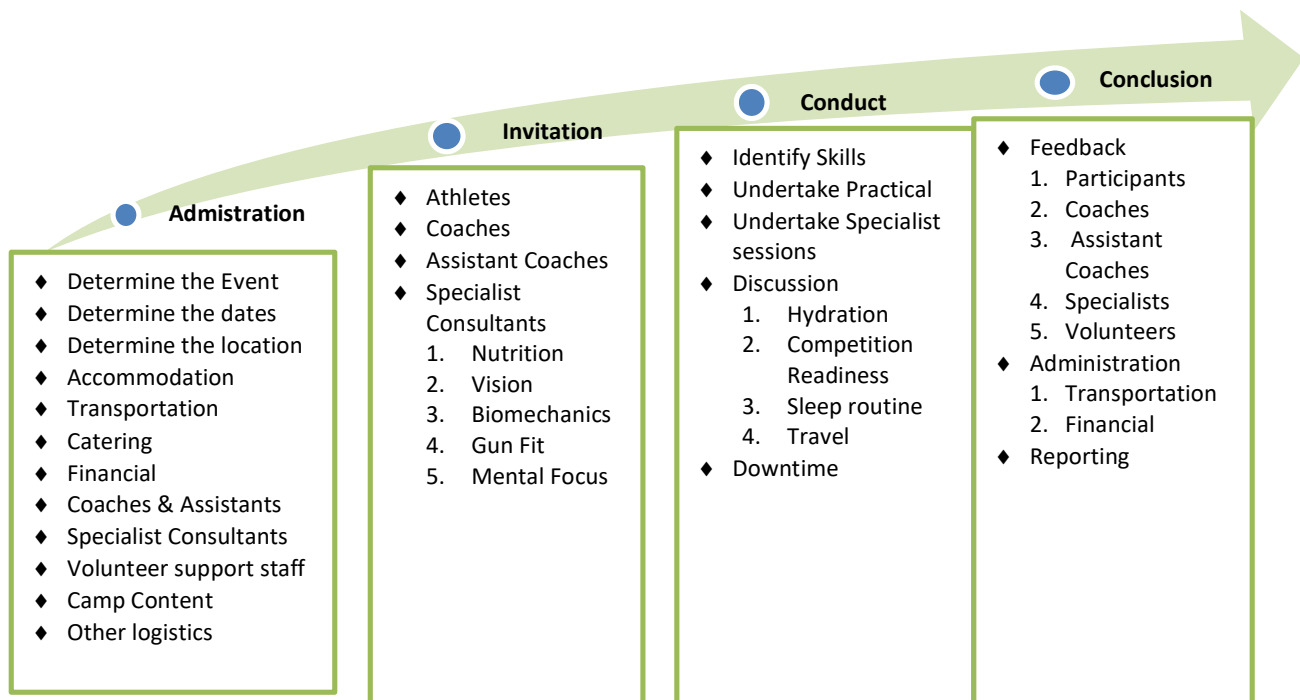 Admistration
♦ Determine the Event
♦ Determine the dates
♦ Determine the location
♦ Accommodation
♦ Transportation
♦ Catering
♦ Financial
♦ Coaches & Assistants
♦ Specialist Consultants
♦ Volunteer support staff
♦ Camp Content
♦ Other logistics
Invitation
♦ Athletes
♦ Coaches
♦ Assistant Coaches
♦ Specialist
Consultants
1. Nutrition
2. Vision
3. Biomechanics
4. Gun Fit
5. Mental Focus
Conduct
♦ Identify Skills
♦ Undertake Practical
♦ Undertake Specialist
sessions
♦ Discussion
1. Hydration
2. Competition
Readiness
3. Sleep routine
4. Travel
♦ Downtime
Conclusion
♦ Feedback
1. Participants
2. Coaches
3. Assistant
Coaches
4. Specialists
5. Volunteers
♦ Administration
1. Transportation
2. Financial
♦ Reporting